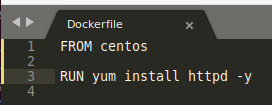 Dockerfile
1 FROM centos
2
3 RUN yum install httpd -y
4